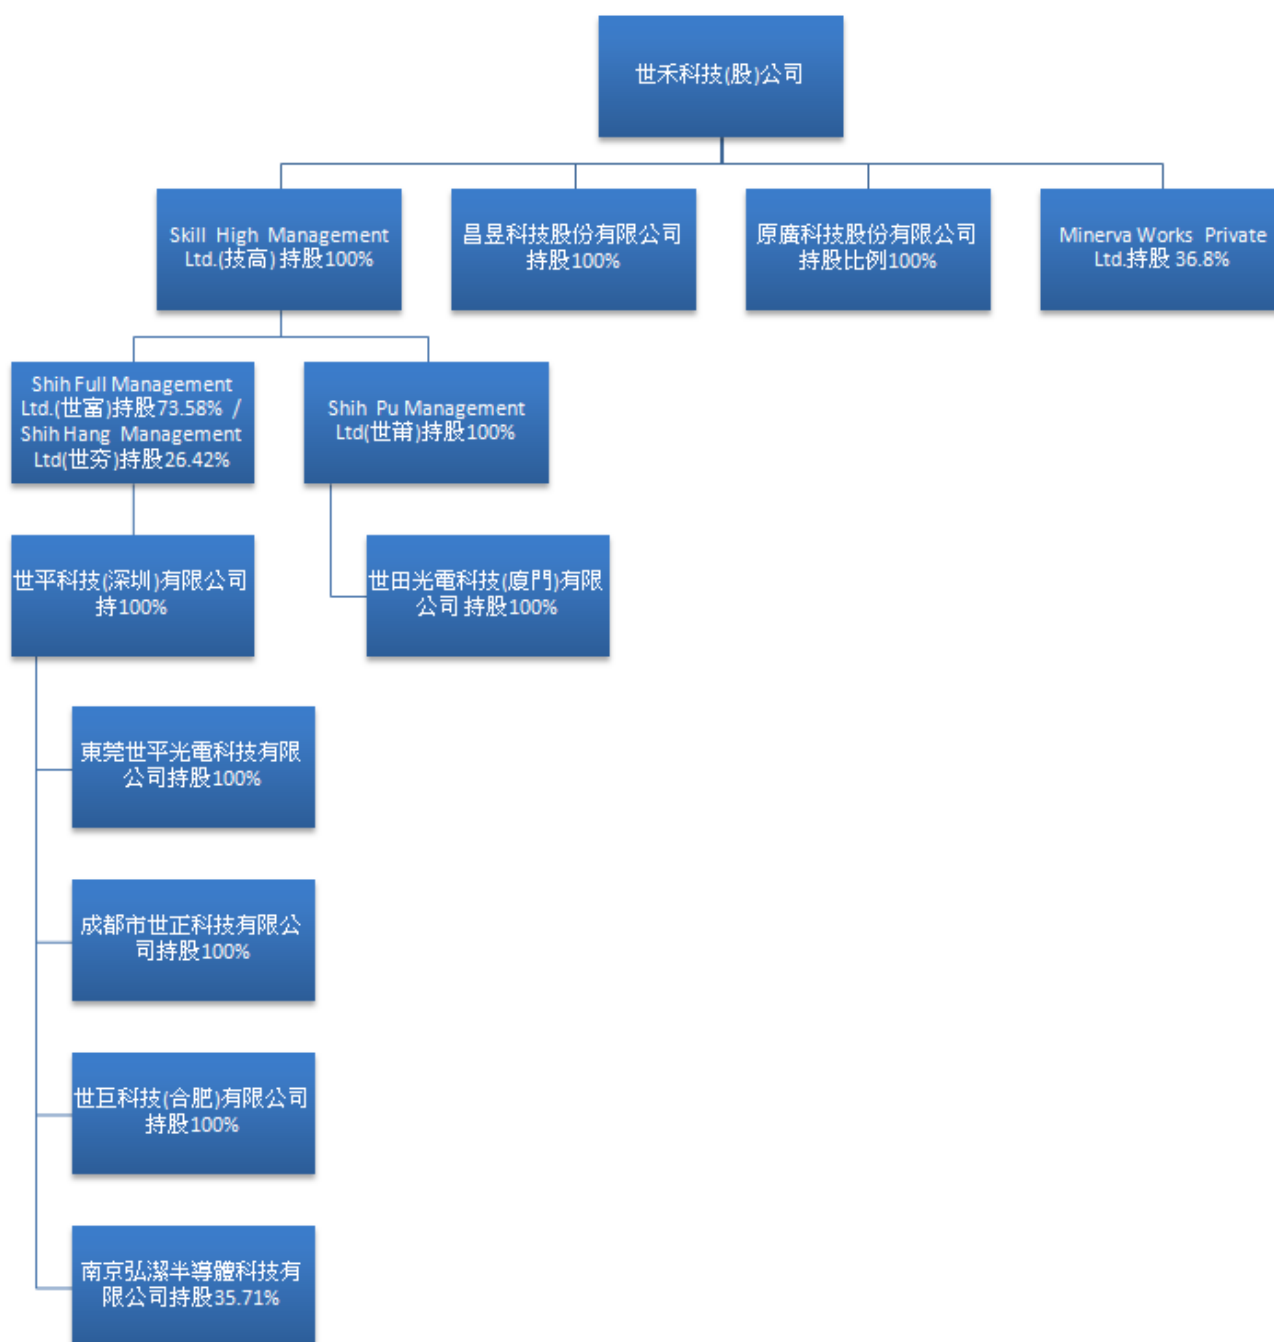 世禾科技(股)公司
Skill High Management
Ltd.(技高) 持股100%
昌昱科技股份有限公司
持股100%
原廣科技股份有限公司
持股比例100%
Minerva Works Private
Ltd.持股 36.8%
Shih Full Management
Ltd.(世富)持股73.58% /
Shih Hang Management
Ltd(世夯)持股26.42%
Shih Pu Management
Ltd(世莆)持股100%
世平科技(深圳)有限公司
持100%
世田光電科技(廈門)有限
公司 持股100%
東莞世平光電科技有限
公司持股100%
成都市世正科技有限公
司持股100%
世巨科技(合肥)有限公司
持股100%
南京弘潔半導體科技有
限公司持股35.71%